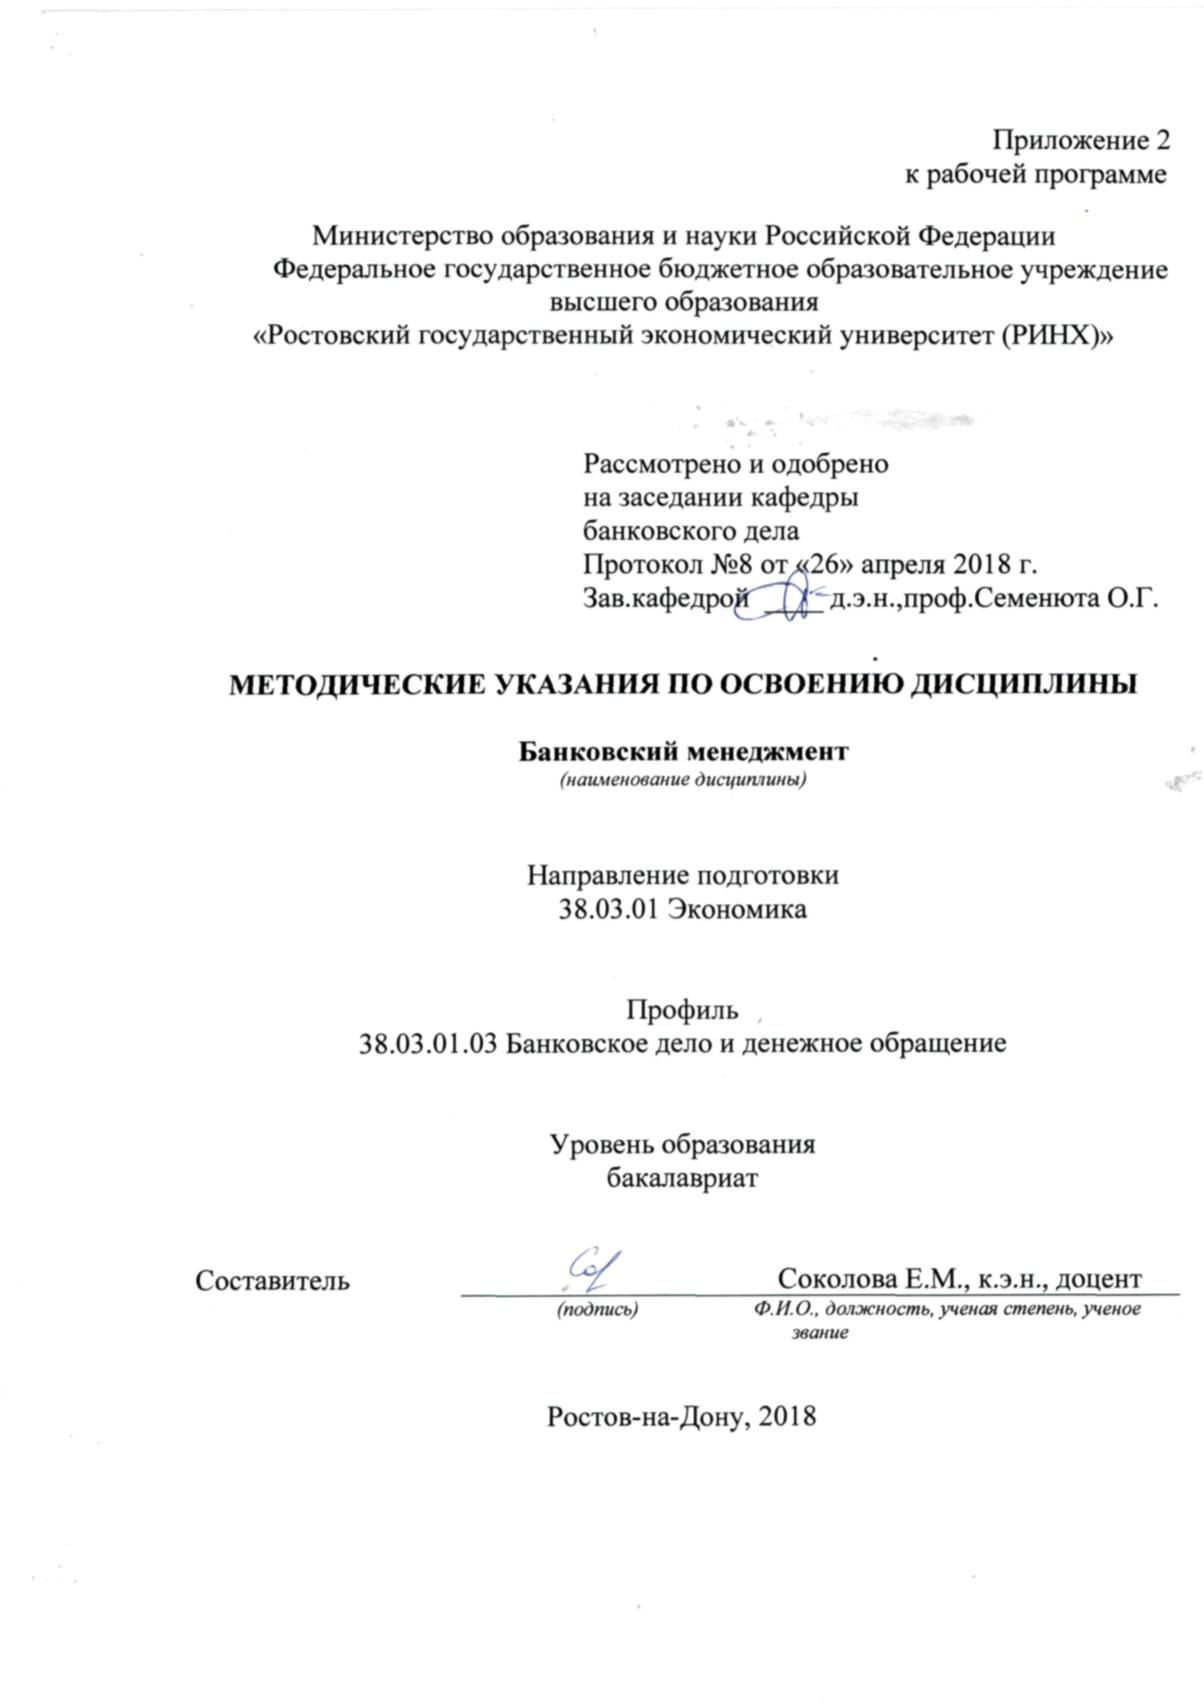 Приложение 2
к рабочей программе
Министерство образования и науки Российской Федерации
Федеральное государственное бюджетное образовательное учреждение
высшего образования
«Ростовский государственный экономический университет (РИНХ)»
Рассмотрено и одобрено
на заседании кафедры
банковского дела
Протокол №8 от «26» апреля 2018 г.
Зав.кафедрой ____ д.э.н.,проф.Семенюта О.Г.
МЕТОДИЧЕСКИЕ УКАЗАНИЯ ПО ОСВОЕНИЮ ДИСЦИПЛИНЫ
Банковский менеджмент
(наименование дисциплины)
Направление подготовки
38.03.01 Экономика
Профиль
38.03.01.03 Банковское дело и денежное обращение
Уровень образования
бакалавриат
Составитель Соколова Е.М., к.э.н., доцент
(подпись) Ф.И.О., должность, ученая степень, ученое
звание
Ростов-на-Дону, 2018